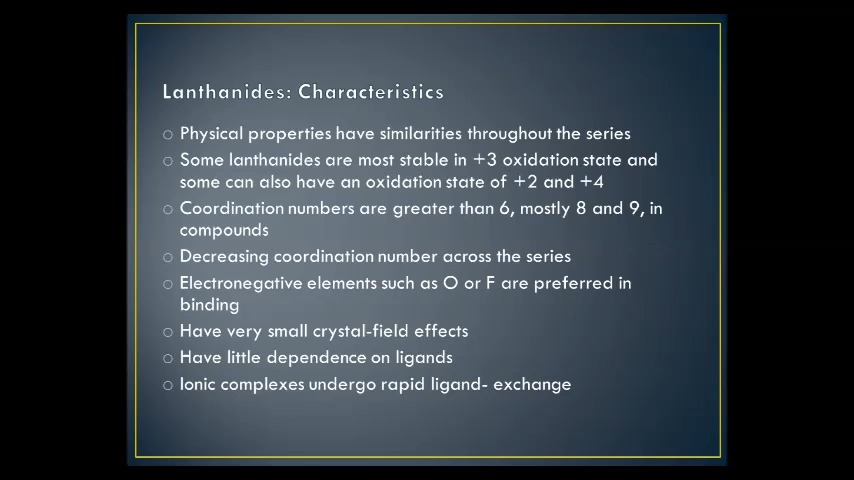 Lanthanides: Characteristics
○ Physical properties have similarities throughout the series
○ Some lanthanides are most stable in +3 oxidation state and
some can also have an oxidation state of +2 and +4
○ Coordination numbers are greater than 6, mostly 8 and 9, in
compounds
○ Decreasing coordination number across the series
○ Electronegative elements such as O or F are preferred in
binding
○ Have very small crystal-field effects
○ Have little dependence on ligands
○ Ionic complexes undergo rapid ligand- exchange